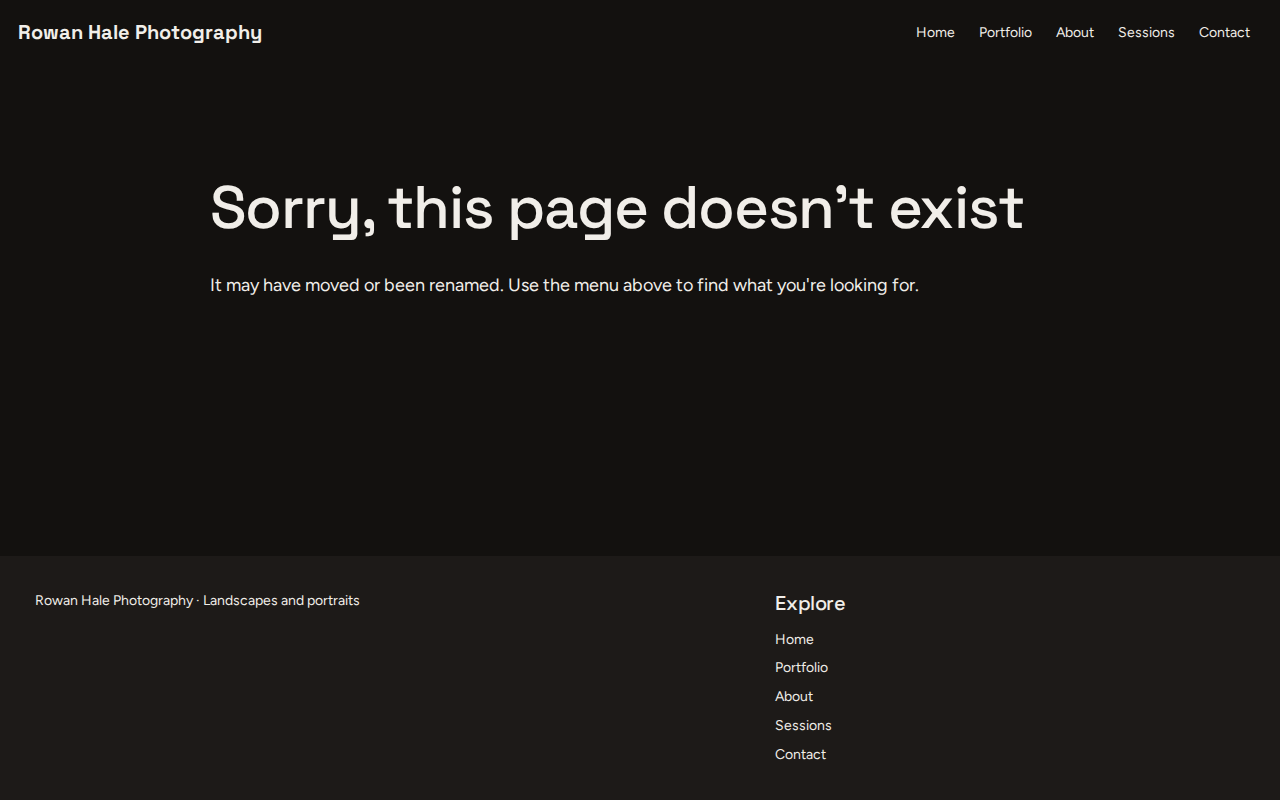 Rowan Hale Photography
Home Portfolio About Sessions Contact
Sorry, this page doesn’t exist
It may have moved or been renamed. Use the menu above to find what you're looking for.
Rowan Hale Photography · Landscapes and portraits
Explore
Home
Portfolio
About
Sessions
Contact